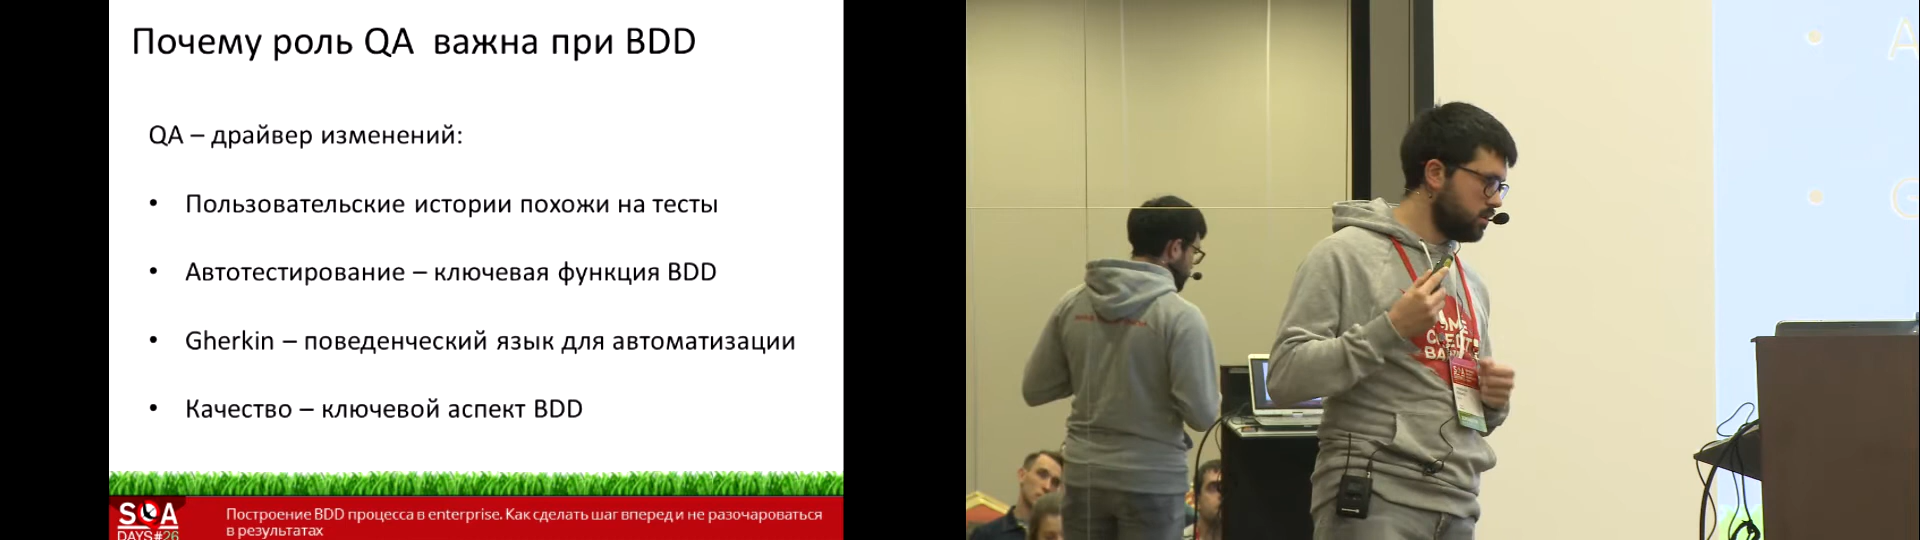 Почему роль QA важна при BDD
QA – драйвер изменений:
• Пользовательские истории похожи на тесты
• Автотестирование – ключевая функция BDD
• Gherkin – поведенческий язык для автоматизации
• Качество – ключевой аспект BDD
SQA
DAYS#26
Построение BDD процесса в enterprise. Как сделать шаг вперед и не разочароваться
в результатах